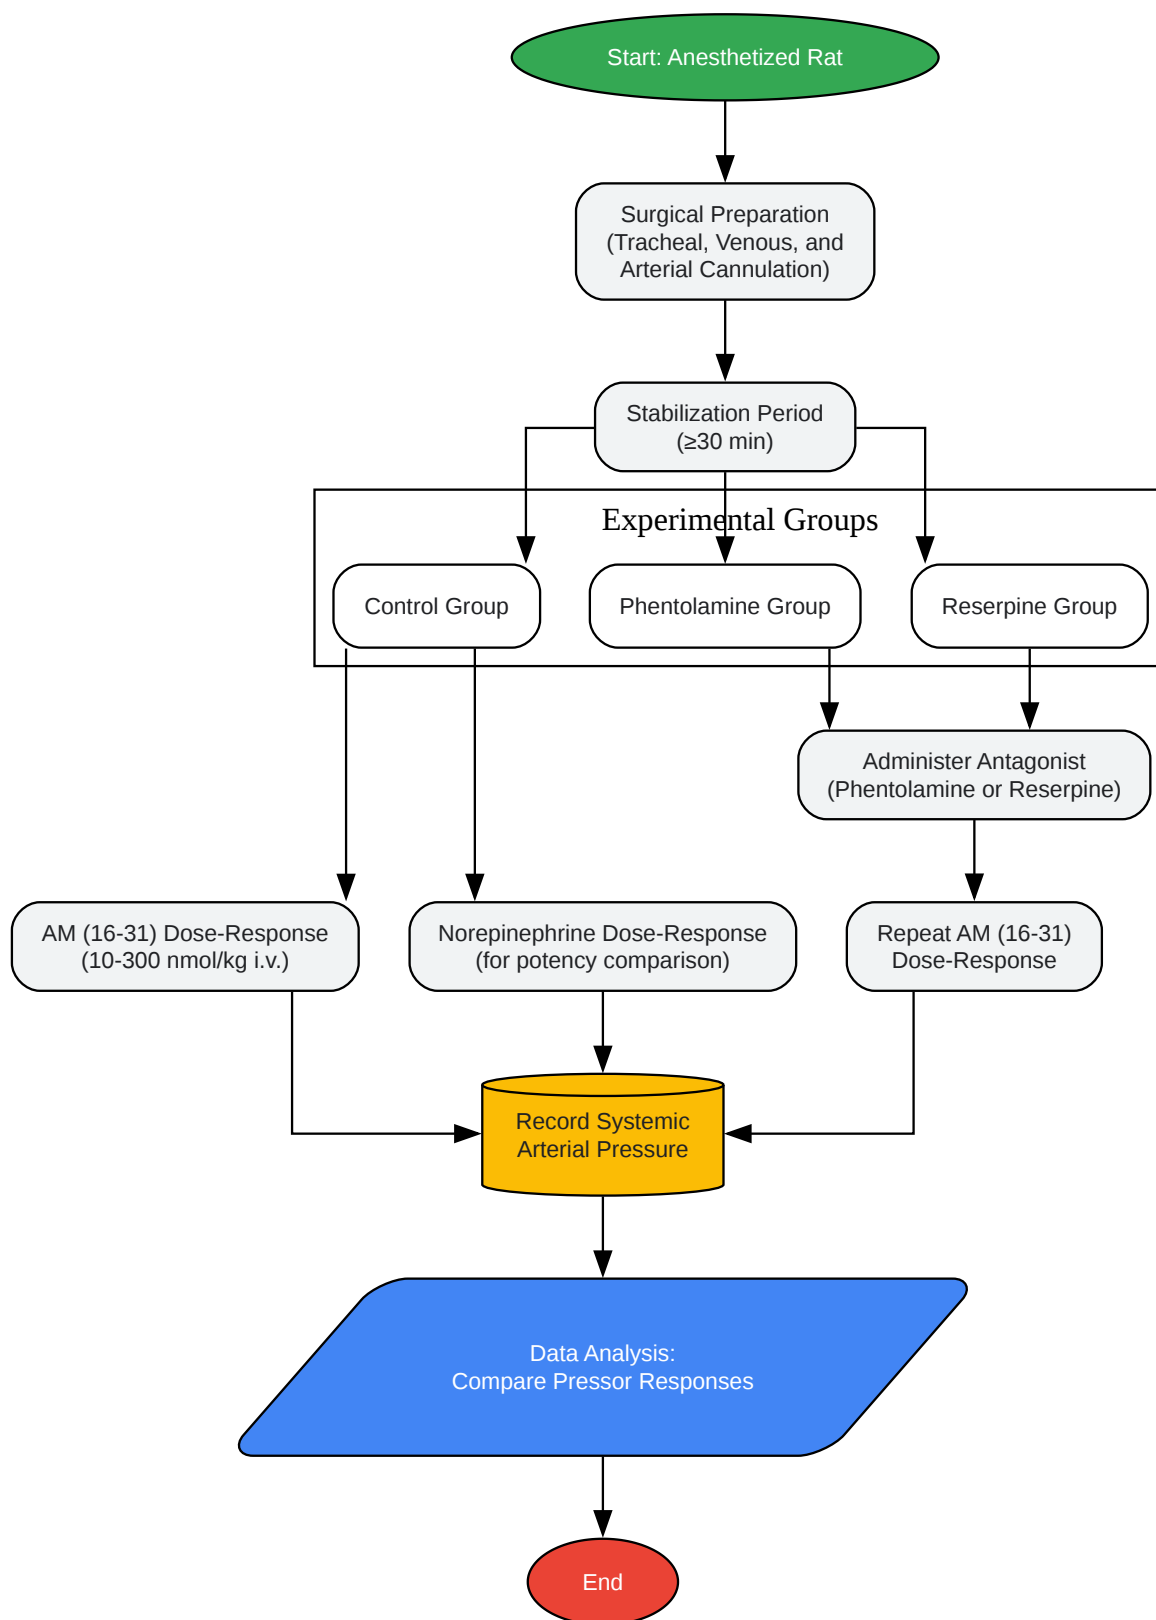 Start: Anesthetized Rat
Surgical Preparation
(Tracheal, Venous, and
Arterial Cannulation)
Stabilization Period
(≥30 min)
Experimental Groups
Control Group
Phentolamine Group
Reserpine Group
Administer Antagonist
(Phentolamine or Reserpine)
AM (16-31) Dose-Response
(10-300 nmol/kg i.v.)
Norepinephrine Dose-Response
(for potency comparison)
Repeat AM (16-31)
Dose-Response
Record Systemic
Arterial Pressure
Data Analysis:
Compare Pressor Responses
End